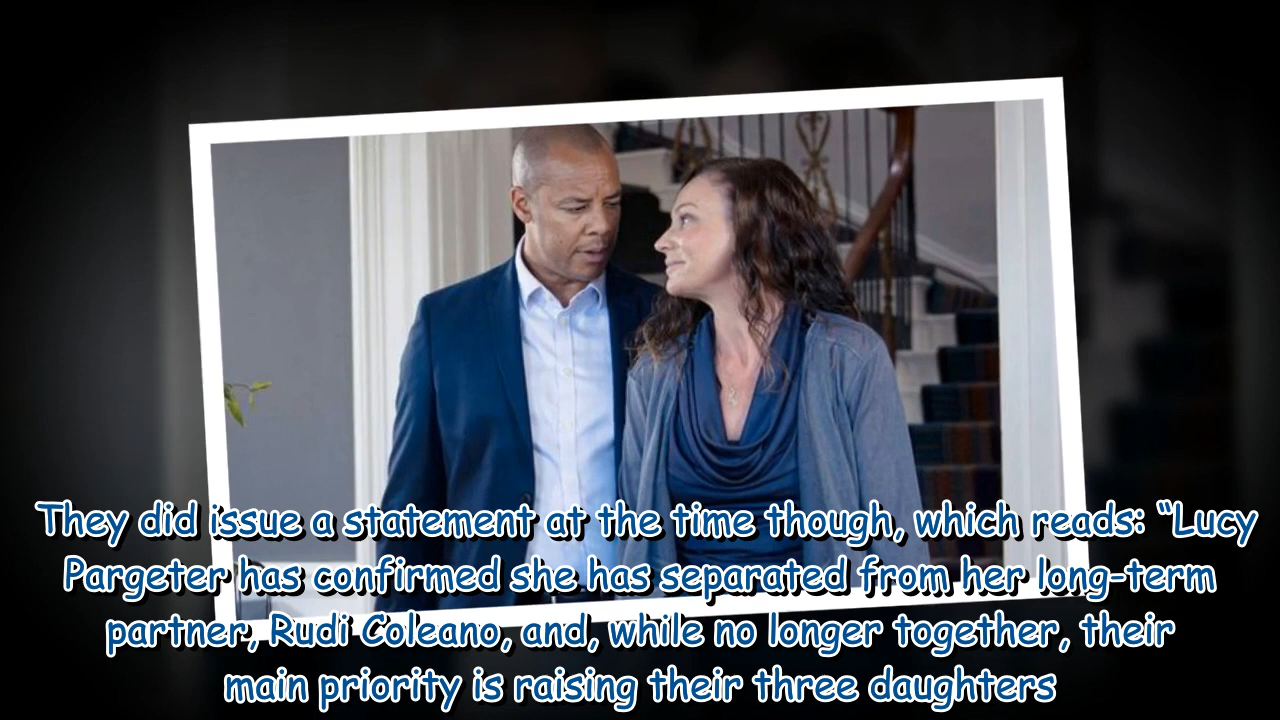 They did issue a statement at the time though, which reads: “Lucy
Pargeter has confirmed she has separated from her long-term
partner, Rudi Coleano, and, while no longer together, their
main priority is raising their three daughters